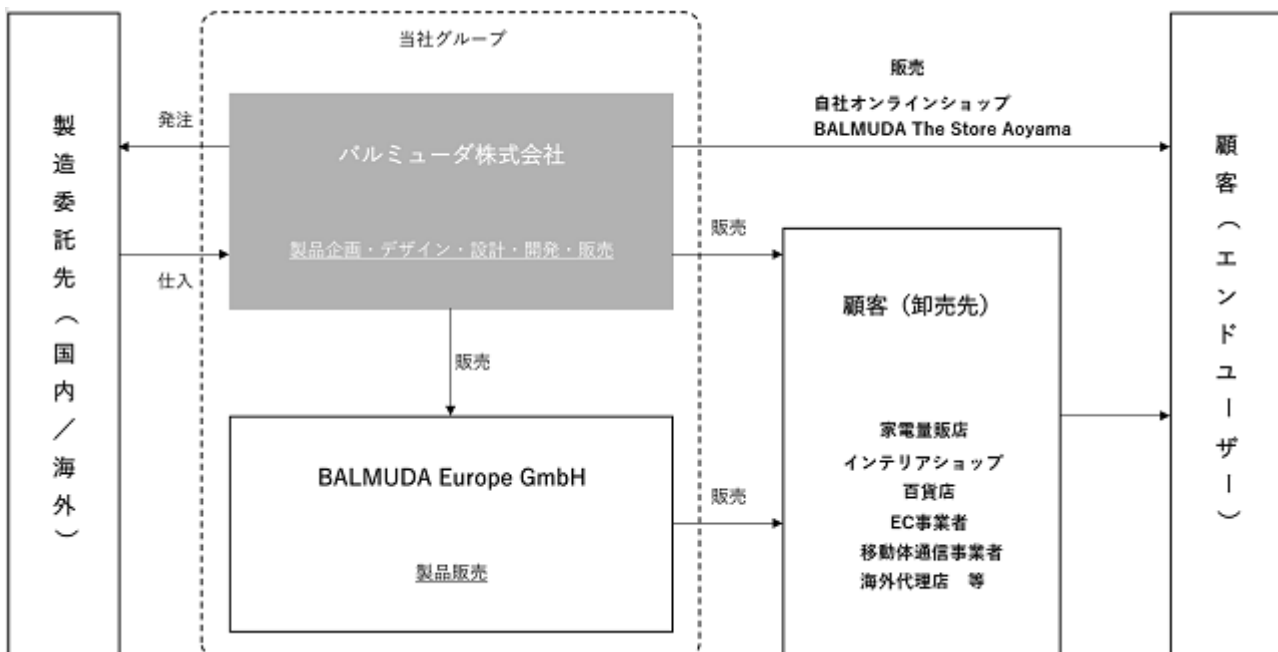 当社グループ
製造委託先（国内／海外）
発注
仕入
バルミューダ株式会社
製品企画・デザイン・設計・開発・販売
販売
BALMUDA Europe GmbH
製品販売
販売
自社オンラインショップ
BALMUDA The Store Aoyama
販売
販売
顧客（卸売先）
家電量販店
インテリアショップ
百貨店
EC事業者
移動体通信事業者
海外代理店　等
顧客（エンドユーザー）